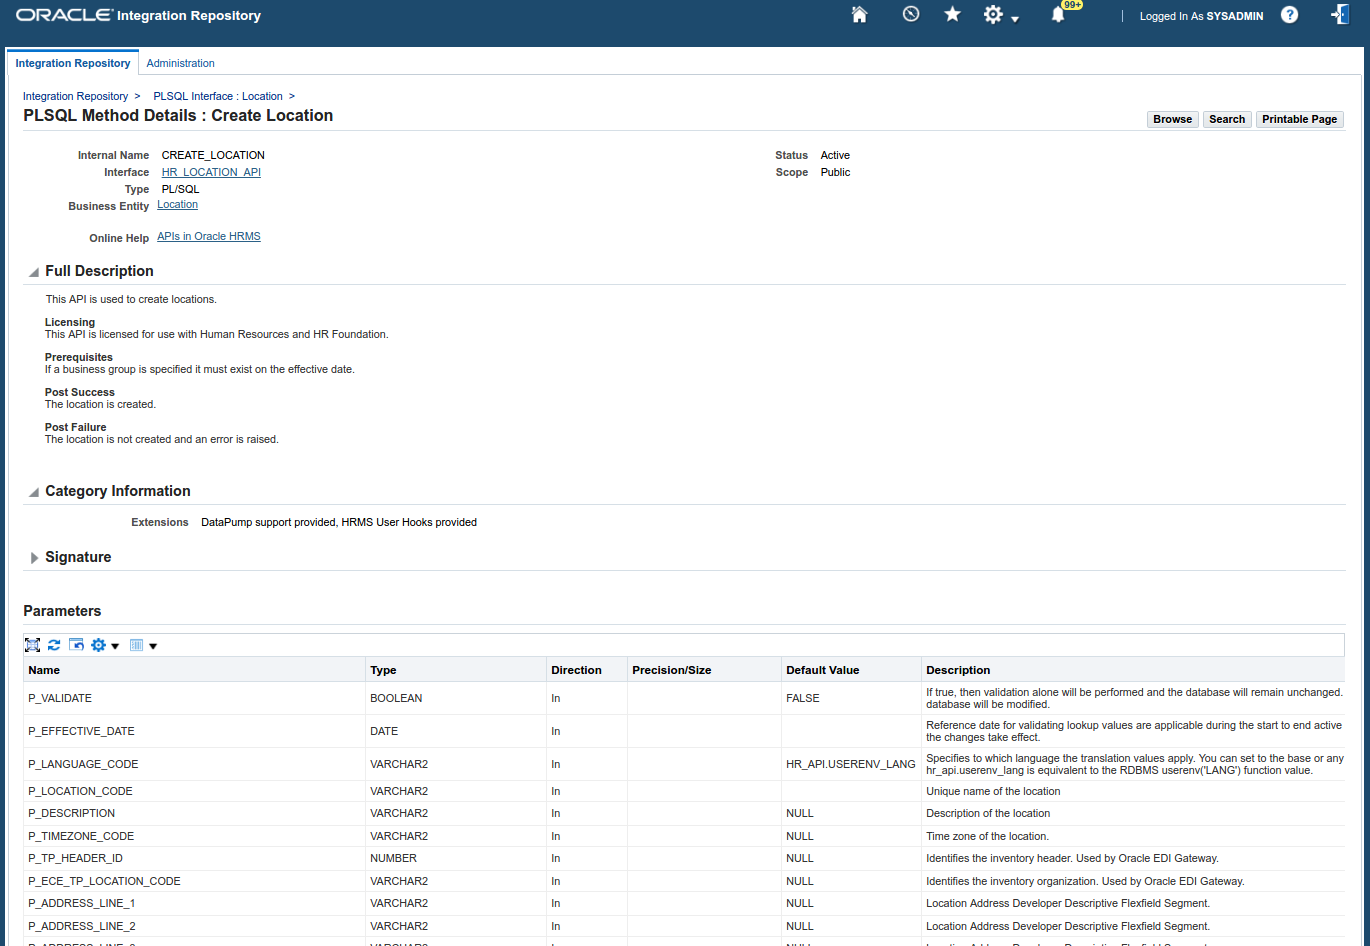 ORACLE Integration Repository
99+
Logged In As SYSADMIN
Integration Repository Administration
Integration Repository > PLSQL Interface : Location >
PLSQL Method Details : Create Location
Browse Search Printable Page
Internal Name CREATE_LOCATION Status Active
Interface HR_LOCATION_API Scope Public
Type PL/SQL
Business Entity Location
Online Help APIs in Oracle HRMS
Full Description
This API is used to create locations.
Licensing
This API is licensed for use with Human Resources and HR Foundation.
Prerequisites
If a business group is specified it must exist on the effective date.
Post Success
The location is created.
Post Failure
The location is not created and an error is raised.
Category Information
Extensions DataPump support provided, HRMS User Hooks provided
Signature
Parameters
Name Type Direction Precision/Size Default Value Description
P_VALIDATE BOOLEAN In FALSE If true, then validation alone will be performed and the database will remain unchanged.
database will be modified.
P_EFFECTIVE_DATE DATE In Reference date for validating lookup values are applicable during the start to end active
the changes take effect.
P_LANGUAGE_CODE VARCHAR2 In HR_API.USERENV_LANG Specifies to which language the translation values apply. You can set to the base or any
hr_api.userenv_lang is equivalent to the RDBMS userenv('LANG') function value.
P_LOCATION_CODE VARCHAR2 In Unique name of the location
P_DESCRIPTION VARCHAR2 In NULL Description of the location
P_TIMEZONE_CODE VARCHAR2 In NULL Time zone of the location.
P_TP_HEADER_ID NUMBER In NULL Identifies the inventory header. Used by Oracle EDI Gateway.
P_ECE_TP_LOCATION_CODE VARCHAR2 In NULL Identifies the inventory organization. Used by Oracle EDI Gateway.
P_ADDRESS_LINE_1 VARCHAR2 In NULL Location Address Developer Descriptive Flexfield Segment.
P_ADDRESS_LINE_2 VARCHAR2 In NULL Location Address Developer Descriptive Flexfield Segment.